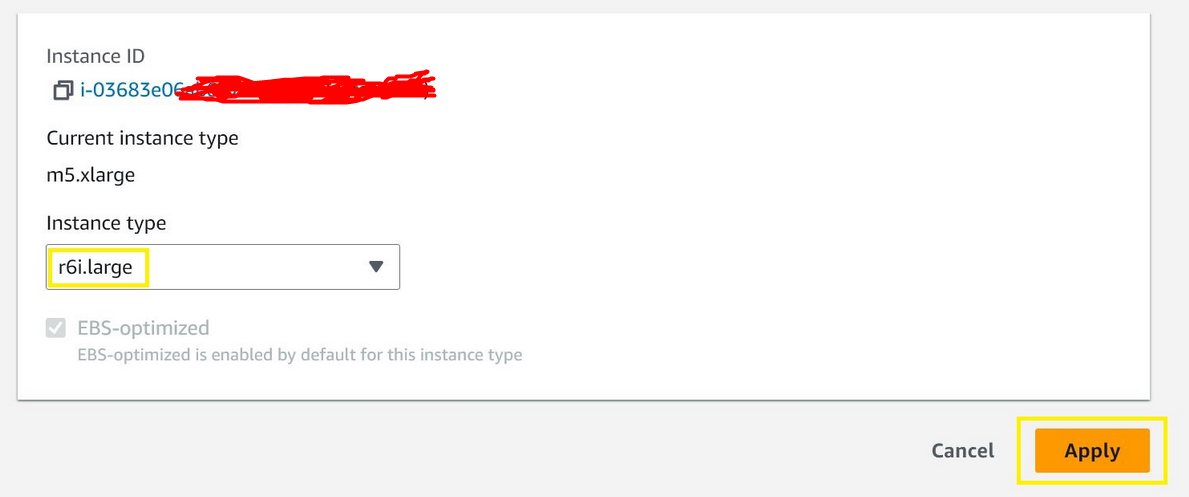 Instance ID
i-03683e06
Current instance type
m5.xlarge
Instance type
r6i.large
EBS-optimized
EBS-optimized is enabled by default for this instance type
Cancel
Apply